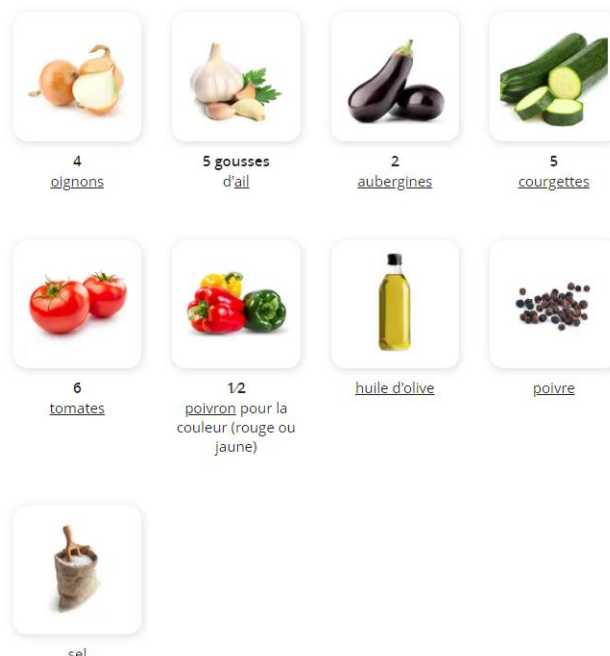 4
oignons
5 gousses
d'ail
2
aubergines
5
courgettes
6
tomates
1⁄2
poivron pour la
couleur (rouge ou
jaune)
huile d'olive
poivre
sel